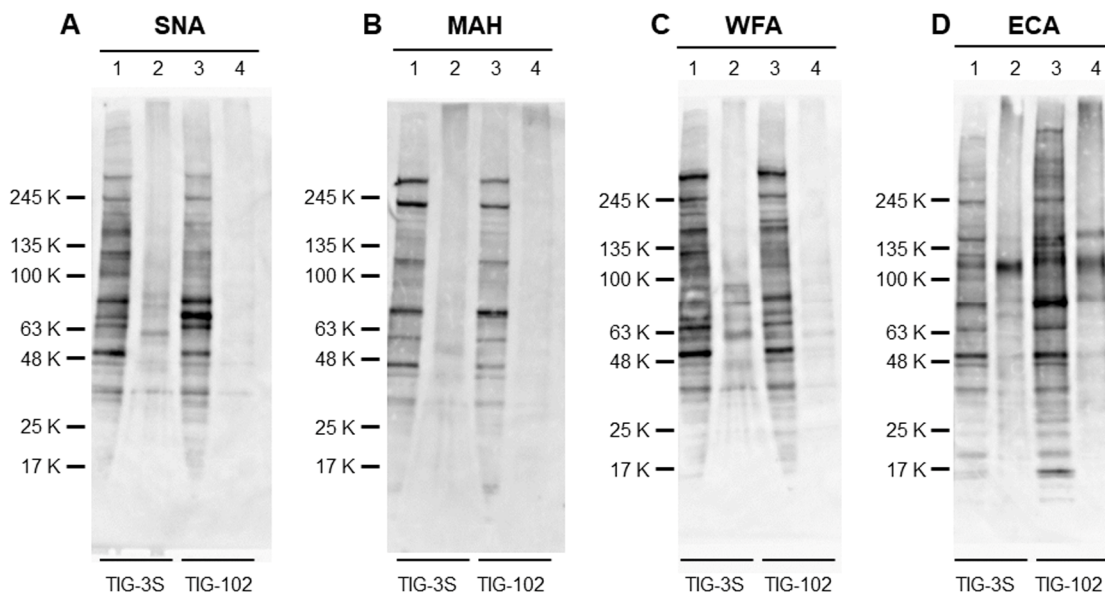 A SNA
1 2 3 4
245 K
135 K
100 K
63 K
48 K
25 K
17 K
TIG-3S TIG-102
B MAH
1 2 3 4
245 K
135 K
100 K
63 K
48 K
25 K
17 K
TIG-3S TIG-102
C WFA
1 2 3 4
245 K
135 K
100 K
63 K
48 K
25 K
17 K
TIG-3S TIG-102
D ECA
1 2 3 4
245 K
135 K
100 K
63 K
48 K
25 K
17 K
TIG-3S TIG-102